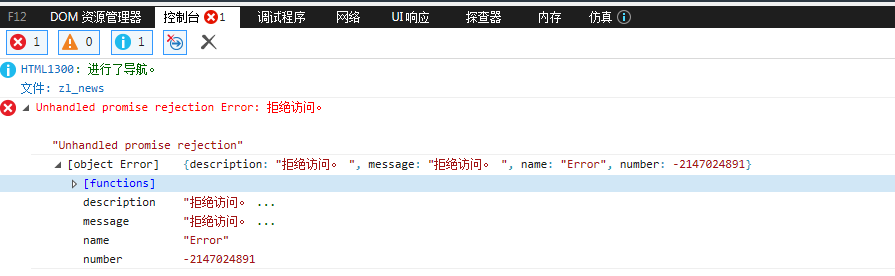 F12 DOM 资源管理器 控制台 1 调试程序 网络 UI 响应 探查器 内存 仿真
1 0 1
HTML1300: 进行了导航。
文件: zl_news
Unhandled promise rejection Error: 拒绝访问。
"Unhandled promise rejection"
[object Error] {description: "拒绝访问。 ", message: "拒绝访问。 ", name: "Error", number: -2147024891}
[functions]
description "拒绝访问。 ...
message "拒绝访问。 ...
name "Error"
number -2147024891